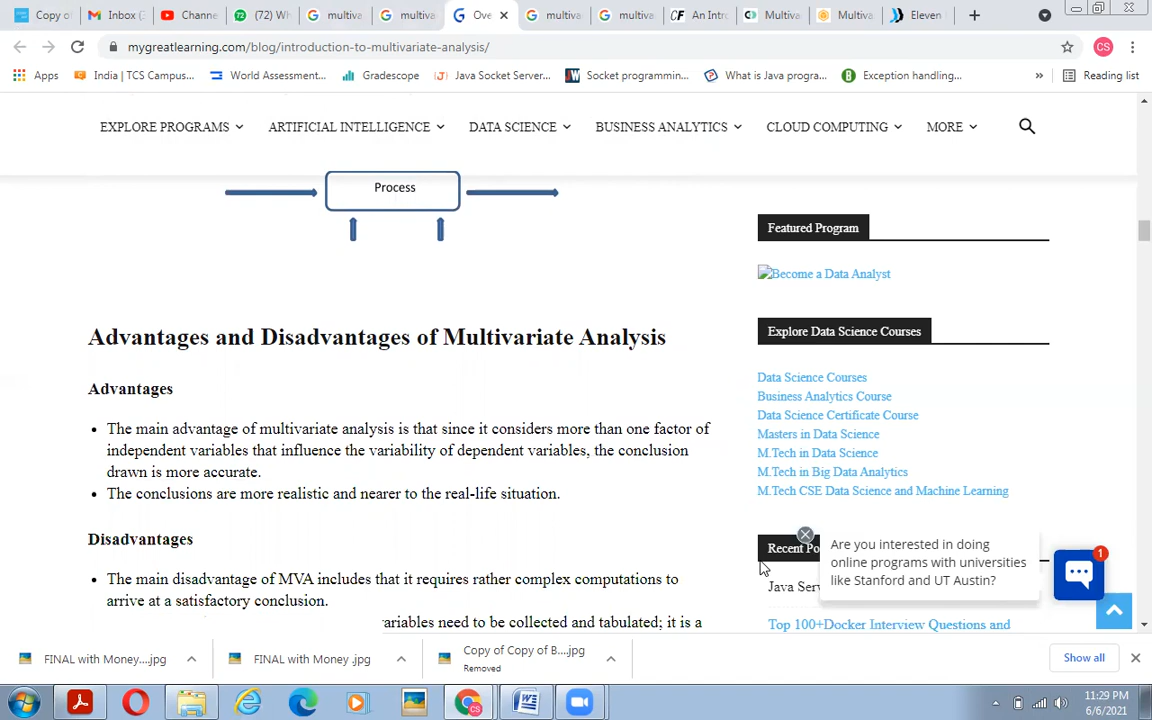 Copy of
Inbox (3
Channe
(72) Wh
multiva
multiva
Ove
multiva
multiva
An Intr
Multiva
Multiva
Eleven
mygreatlearning.com/blog/introduction-to-multivariate-analysis/
CS
Apps
India | TCS Campus...
World Assessment...
Gradescope
Java Socket Server...
Socket programmin...
What is Java progra...
Exception handling...
»
Reading list
EXPLORE PROGRAMS
ARTIFICIAL INTELLIGENCE
DATA SCIENCE
BUSINESS ANALYTICS
CLOUD COMPUTING
MORE
Process
Advantages and Disadvantages of Multivariate Analysis
Advantages
• The main advantage of multivariate analysis is that since it considers more than one factor of
independent variables that influence the variability of dependent variables, the conclusion
drawn is more accurate.
• The conclusions are more realistic and nearer to the real-life situation.
Disadvantages
• The main disadvantage of MVA includes that it requires rather complex computations to
arrive at a satisfactory conclusion.
ariables need to be collected and tabulated; it is a
Featured Program
Become a Data Analyst
Explore Data Science Courses
Data Science Courses
Business Analytics Course
Data Science Certificate Course
Masters in Data Science
M.Tech in Data Science
M.Tech in Big Data Analytics
M.Tech CSE Data Science and Machine Learning
Recent Po
Java Serv
Top 100+Docker Interview Questions and
Are you interested in doing
online programs with universities
like Stanford and UT Austin?
1
FINAL with Money....jpg
FINAL with Money .jpg
Copy of Copy of B....jpg
Removed
Show all
11:29 PM
6/6/2021